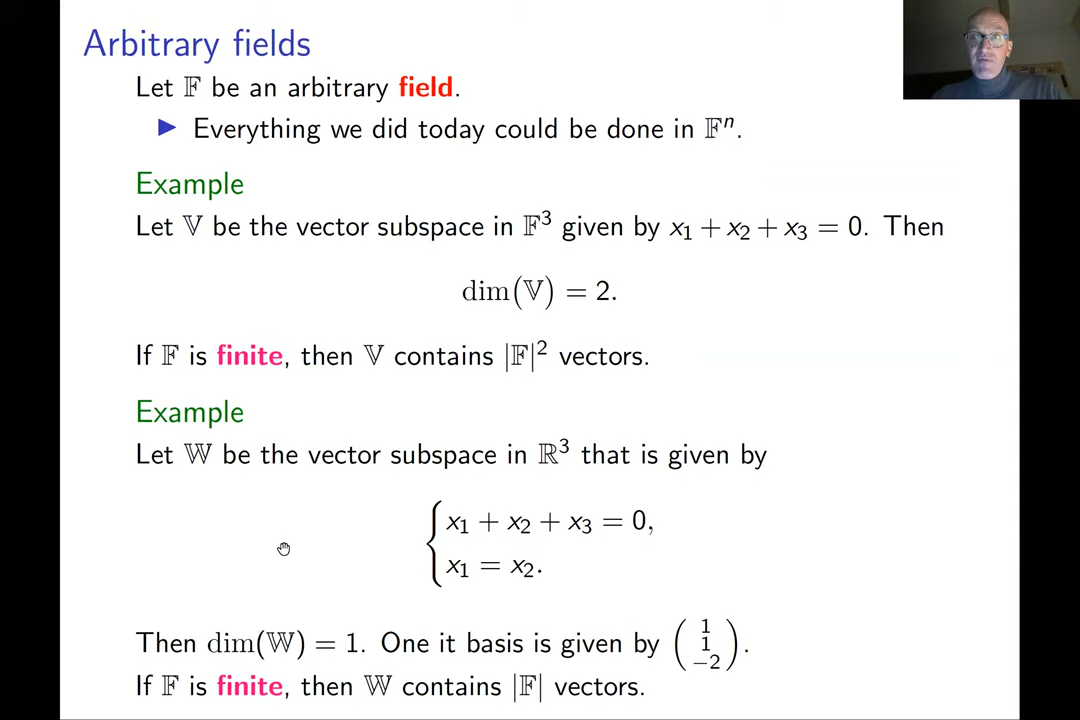 Arbitrary fields
Let 𝔽 be an arbitrary field.
▶ Everything we did today could be done in 𝔽ⁿ.
Example
Let 𝕍 be the vector subspace in 𝔽³ given by x₁ + x₂ + x₃ = 0. Then
dim(𝕍) = 2.
If 𝔽 is finite, then 𝕍 contains |𝔽|² vectors.
Example
Let 𝕎 be the vector subspace in ℝ³ that is given by
{ x₁ + x₂ + x₃ = 0,
x₁ = x₂.
Then dim(𝕎) = 1. One it basis is given by (1 1 −2).
If 𝔽 is finite, then 𝕎 contains |𝔽| vectors.